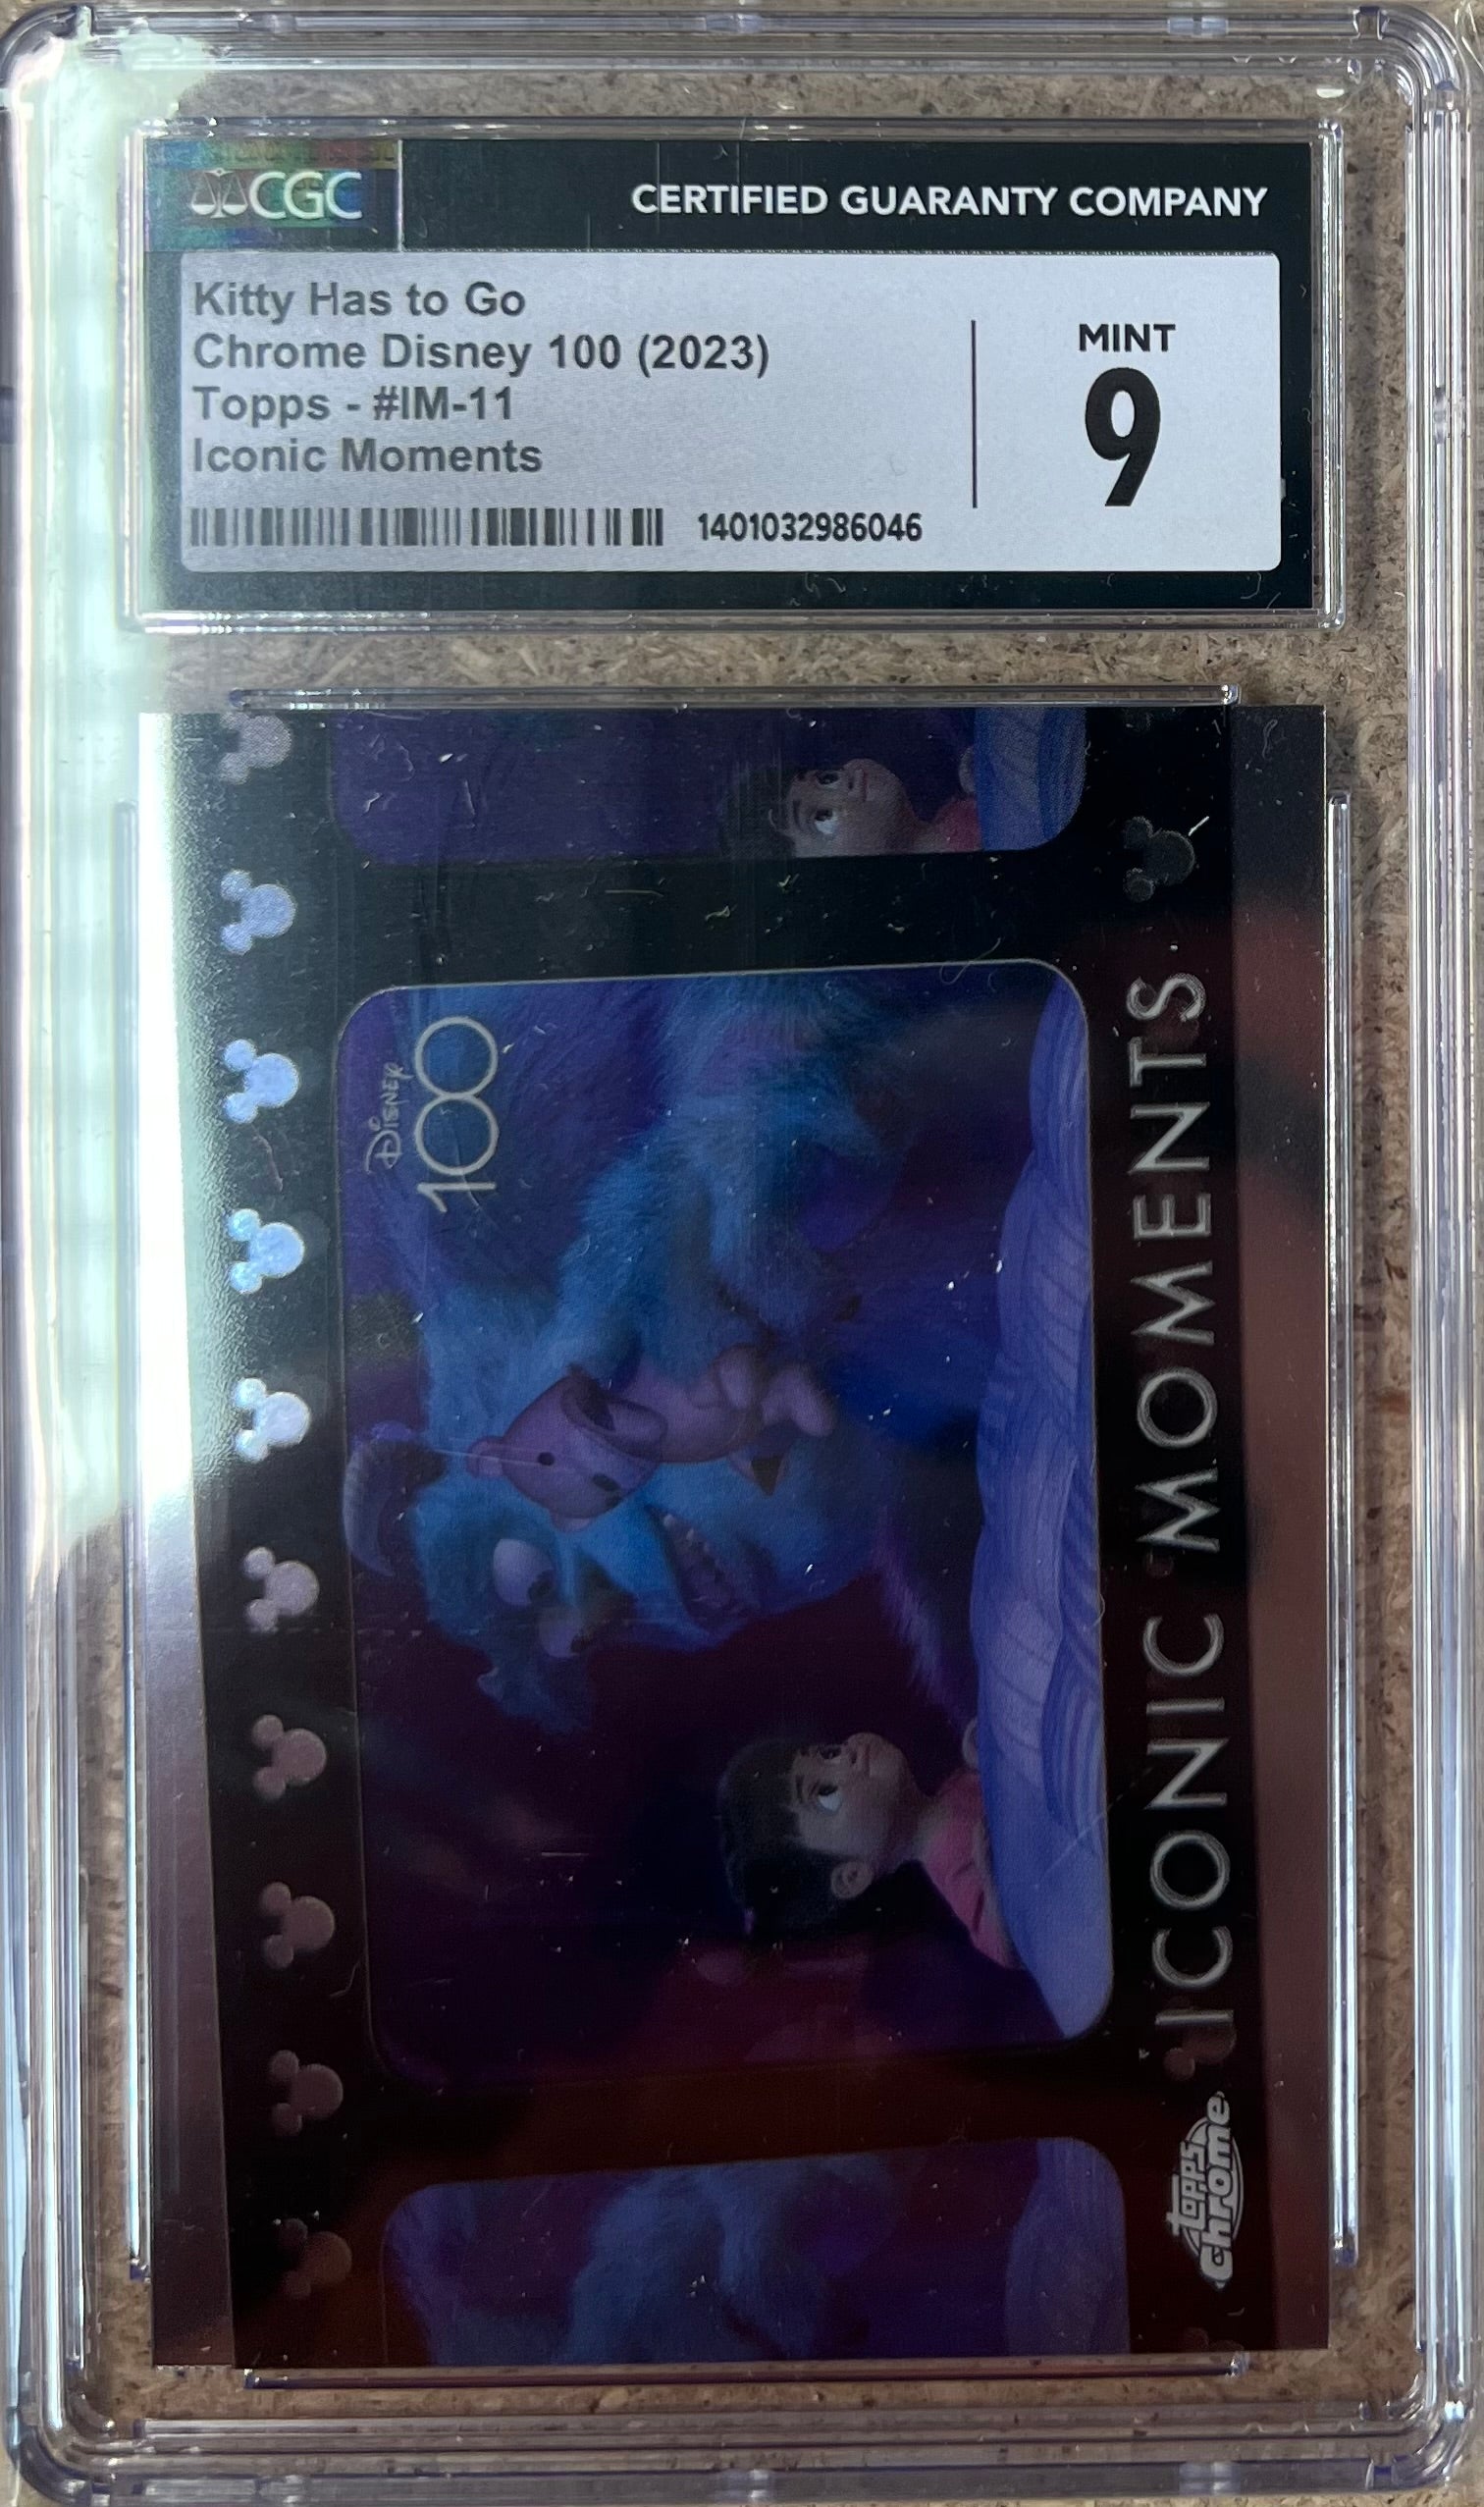 CGC
CERTIFIED GUARANTY COMPANY
Kitty Has to Go
Chrome Disney 100 (2023)
Topps - #IM-11
Iconic Moments
1401032986046
MINT
9
Disney
100
ICONIC MOMENTS
topps
chrome